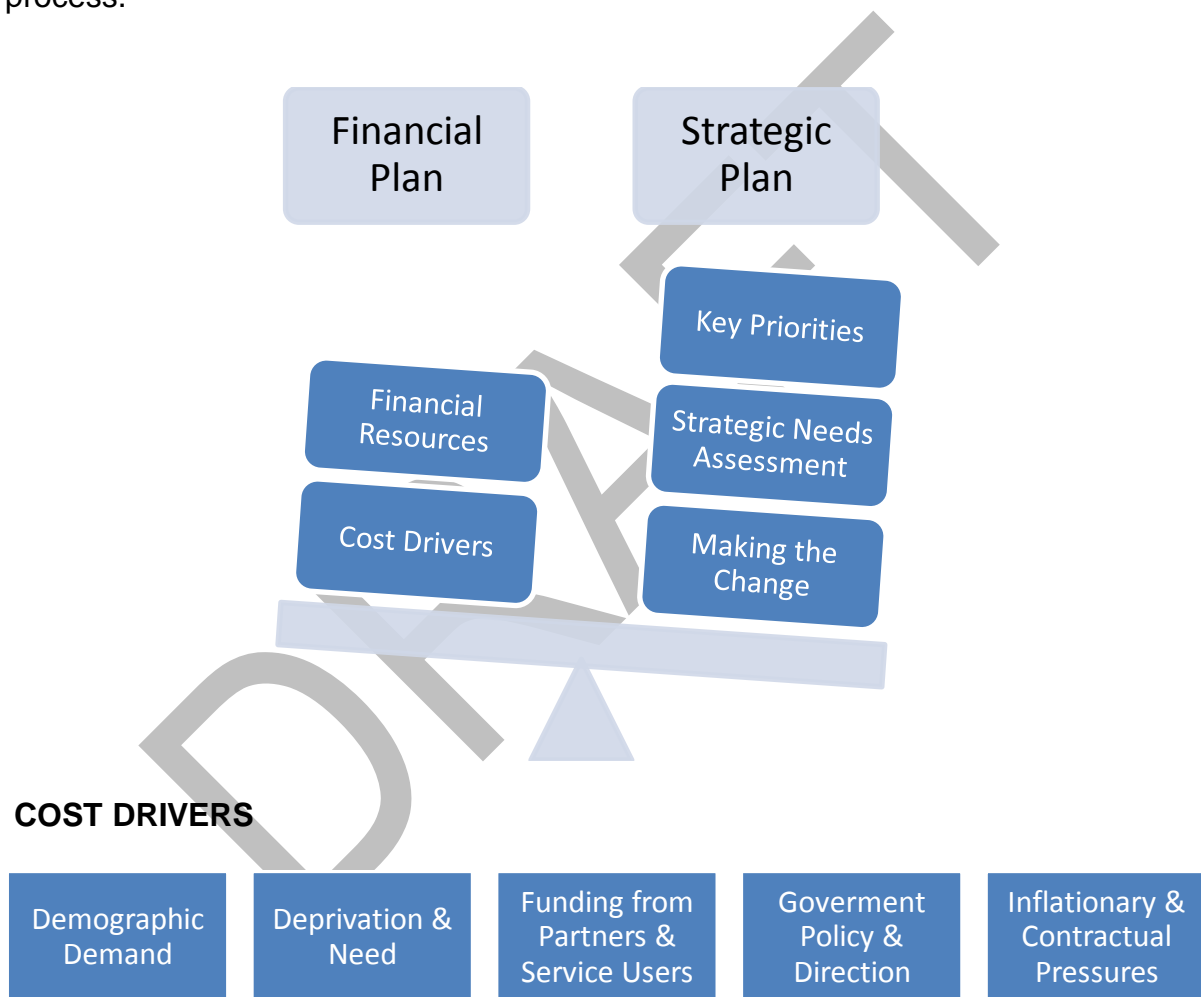 process.
Financial
Plan
Strategic
Plan
Key Priorities
Financial
Resources
Strategic Needs
Assessment
Cost Drivers
Making the
Change
DRAFT
COST DRIVERS
Demographic
Demand
Deprivation &
Need
Funding from
Partners &
Service Users
Goverment
Policy &
Direction
Inflationary &
Contractual
Pressures